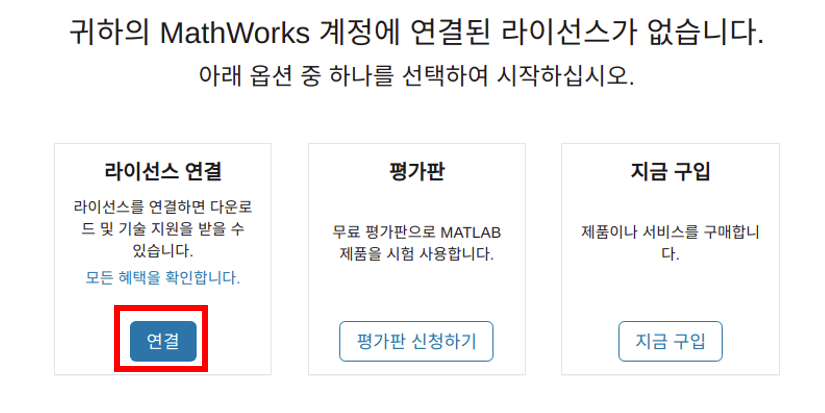 귀하의 MathWorks 계정에 연결된 라이선스가 없습니다.
아래 옵션 중 하나를 선택하여 시작하십시오.
라이선스 연결
라이선스를 연결하면 다운로
드 및 기술 지원을 받을 수
있습니다.
모든 혜택을 확인합니다.
연결
평가판
무료 평가판으로 MATLAB
제품을 시험 사용합니다.
평가판 신청하기
지금 구입
제품이나 서비스를 구매합니
다.
지금 구입